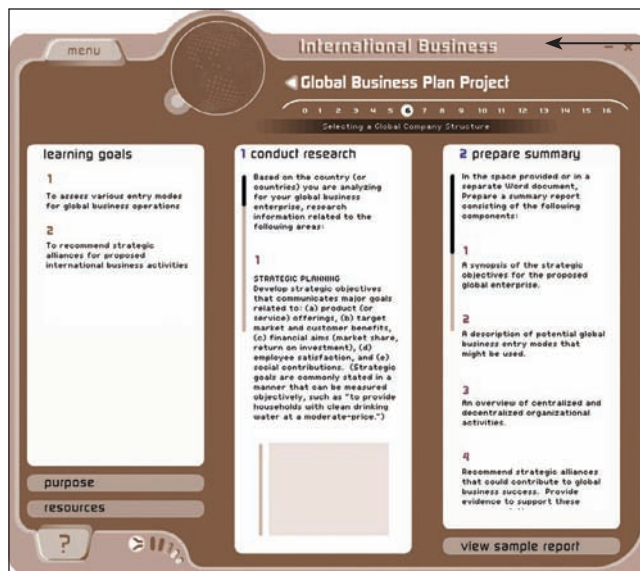 menu
International Business
Global Business Plan Project
0 1 2 3 4 5 6 7 8 9 10 11 12 13 14 15 16
Selecting a Global Company Structure
learning goals
1
To assess various entry modes
for global business operations
2
To recommend strategic
alliances for proposed
international business activities
purpose
resources
?
1 conduct research
Based on the country (or
countries) you are analyzing
for your global business
enterprise, research
information related to the
following areas:
1
STRATEGIC PLANNING
Develop strategic objectives
that communicates major goals
related to: (a) product (or
service) offerings, (b) target
market and customer benefits,
(c) financial aims (market share,
return on investment), (d)
employee satisfaction, and (e)
social contributions. (Strategic
goals are commonly stated in a
manner that can be measured
objectively, such as "to provide
households with clean drinking
water at a moderate-price.")
2 prepare summary
In the space provided or in a
separate Word document,
Prepare a summary report
consisting of the following
components:
1
A synopsis of the strategic
objectives for the proposed
global enterprise.
2
A description of potential global
business entry modes that
might be used.
3
An overview of centralized and
decentralized organizational
activities.
4
Recommend strategic alliances
that could contribute to global
business success. Provide
evidence to support these
view sample report